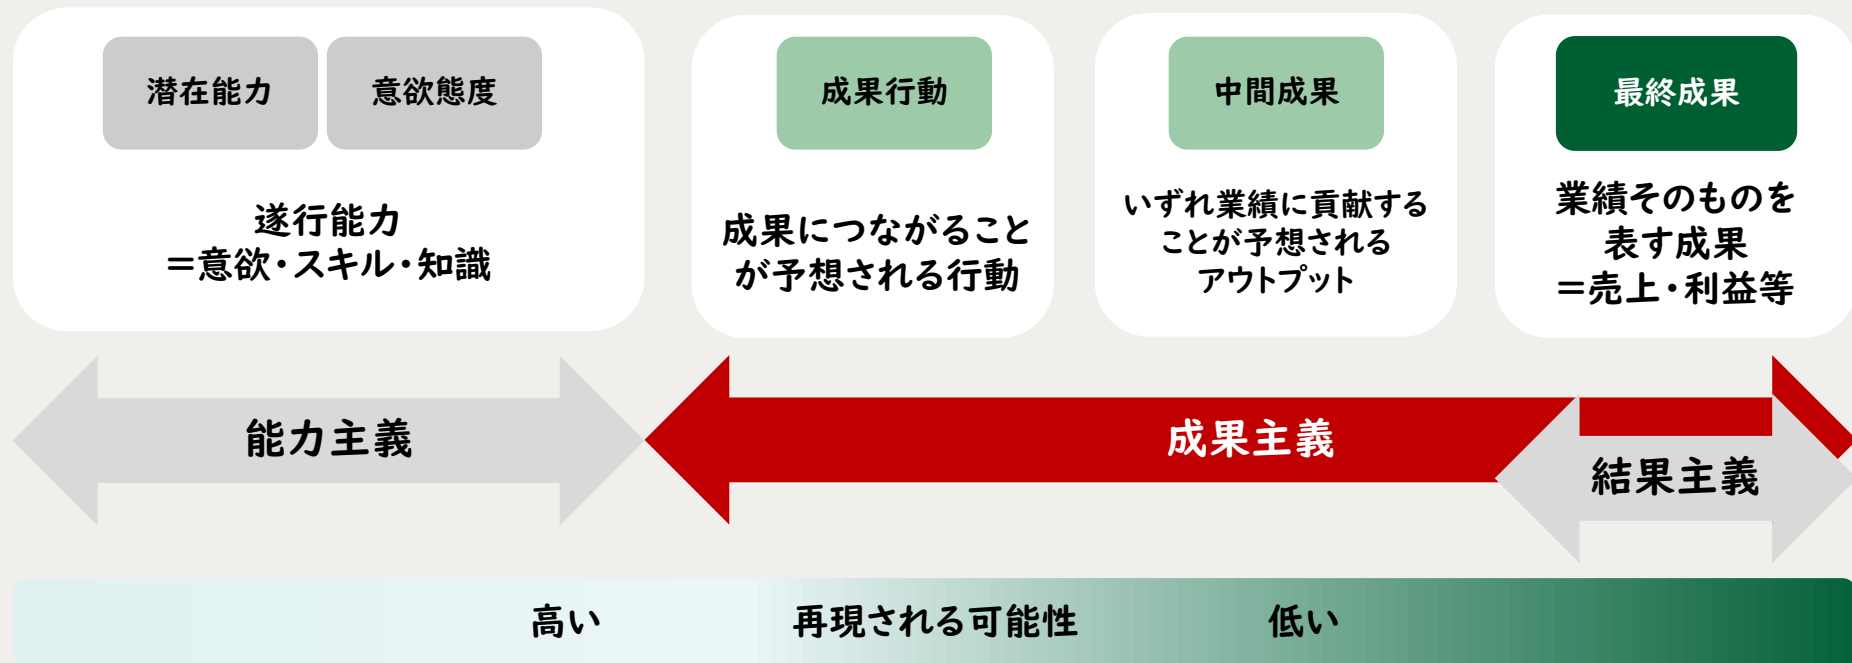 潜在能力
意欲態度
遂行能力
＝意欲・スキル・知識
成果行動
成果につながること
が予想される行動
中間成果
いずれ業績に貢献する
ことが予想される
アウトプット
最終成果
業績そのものを
表す成果
＝売上・利益等
能力主義
成果主義
結果主義
高い
再現される可能性
低い